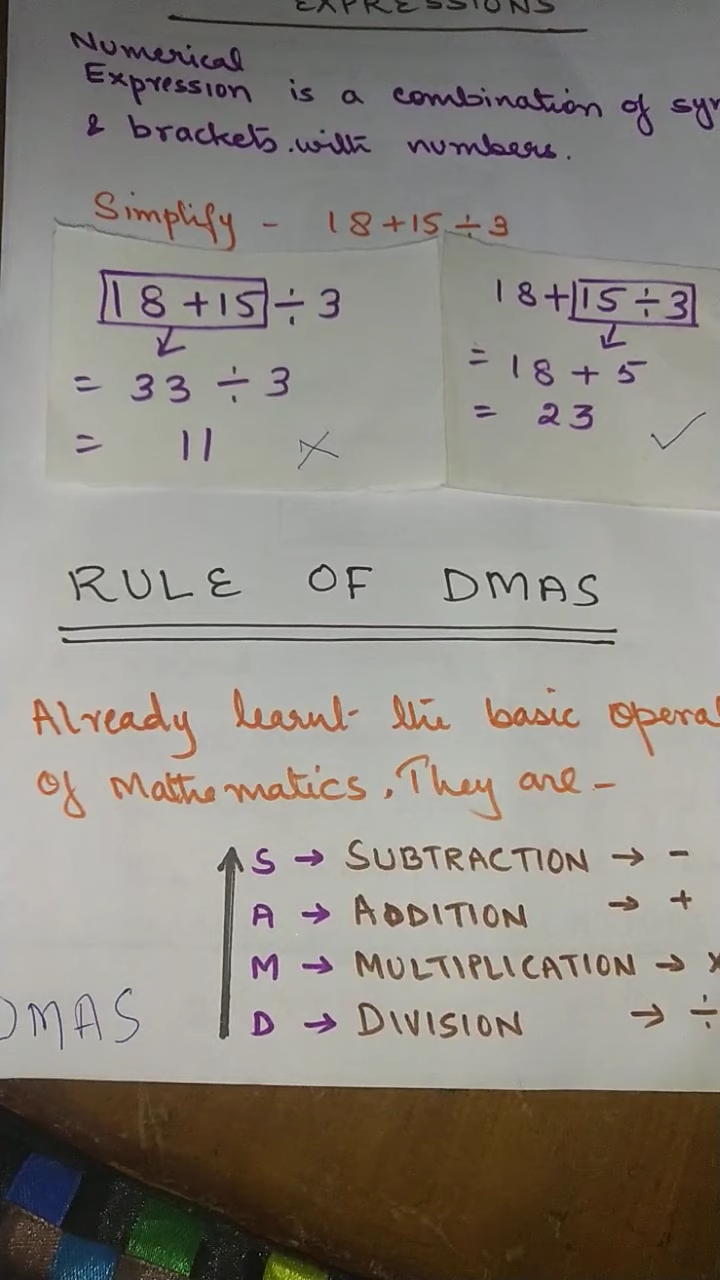 EXPRESSIONS
Numerical
Expression is a combination of
& brackets with numbers.
Simplify - 18+15÷3
18+15÷3
= 33÷3
= 11 ×
18+15÷3
= 18+5
= 23 ✓
RULE OF DMAS
Already learnt the basic
of Mathematics. They are -
S → SUBTRACTION → -
A → ADDITION → +
M → MULTIPLICATION → ×
D → DIVISION → ÷
DMAS